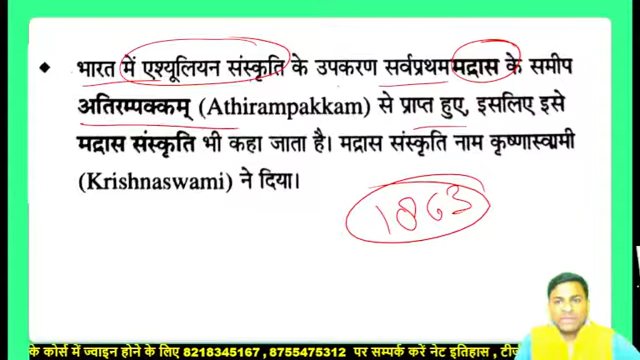 भारत में एश्यूलियन संस्कृति के उपकरण सर्वप्रथम मद्रास के समीप
अतिरम्पक्कम् (Athirampakkam) से प्राप्त हुए, इसलिए इसे
मद्रास संस्कृति भी कहा जाता है। मद्रास संस्कृति नाम कृष्णास्वामी
(Krishnaswami) ने दिया।
1863
के कोर्स में ज्वाइन होने के लिए 8218345167 , 8755475312 पर सम्पर्क करें नेट इतिहास , टीज